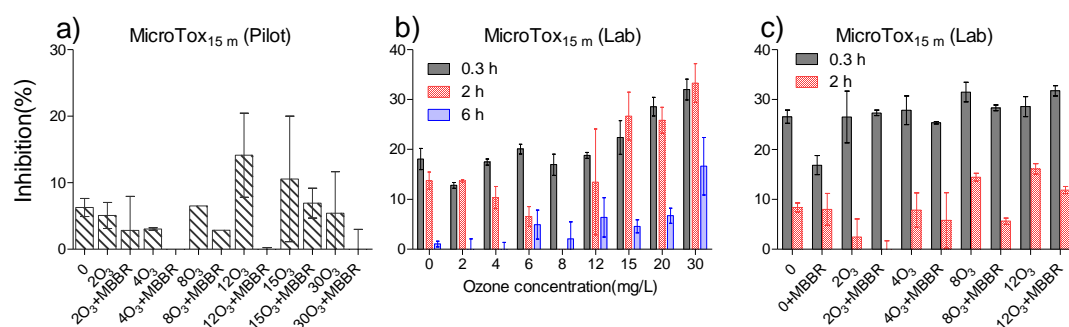 a)
MicroTox15 m (Pilot)
Inhibition(%)
30
20
10
0
0
2O3
2O3+MBBR
4O3
4O3+MBBR
8O3
8O3+MBBR
12O3
12O3+MBBR
15O3
15O3+MBBR
30O3
30O3+MBBR
b)
MicroTox15 m (Lab)
0.3 h
2 h
6 h
40
30
20
10
0
0 2 4 6 8 12 15 20 30
Ozone concentration(mg/L)
c)
MicroTox15 m (Lab)
0.3 h
2 h
40
30
20
10
0
0
0+MBBR
2O3
2O3+MBBR
4O3
4O3+MBBR
8O3
8O3+MBBR
12O3
12O3+MBBR